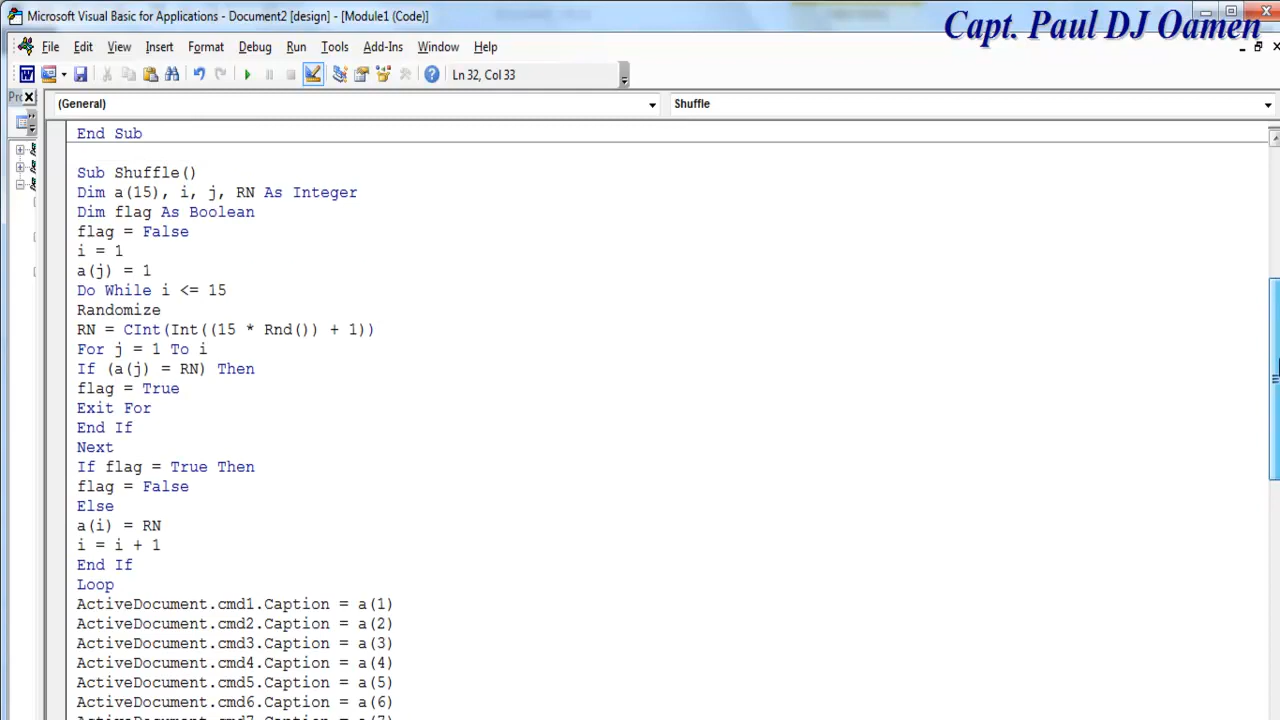 Microsoft Visual Basic for Applications - Document2 [design] - [Module1 (Code)]
Capt. Paul DJ Oamen
File Edit View Insert Format Debug Run Tools Add-Ins Window Help
Ln 32, Col 33
(General) Shuffle
End Sub
Sub Shuffle()
Dim a(15), i, j, RN As Integer
Dim flag As Boolean
flag = False
i = 1
a(j) = 1
Do While i <= 15
Randomize
RN = CInt(Int((15 * Rnd()) + 1))
For j = 1 To i
If (a(j) = RN) Then
flag = True
Exit For
End If
Next
If flag = True Then
flag = False
Else
a(i) = RN
i = i + 1
End If
Loop
ActiveDocument.cmd1.Caption = a(1)
ActiveDocument.cmd2.Caption = a(2)
ActiveDocument.cmd3.Caption = a(3)
ActiveDocument.cmd4.Caption = a(4)
ActiveDocument.cmd5.Caption = a(5)
ActiveDocument.cmd6.Caption = a(6)